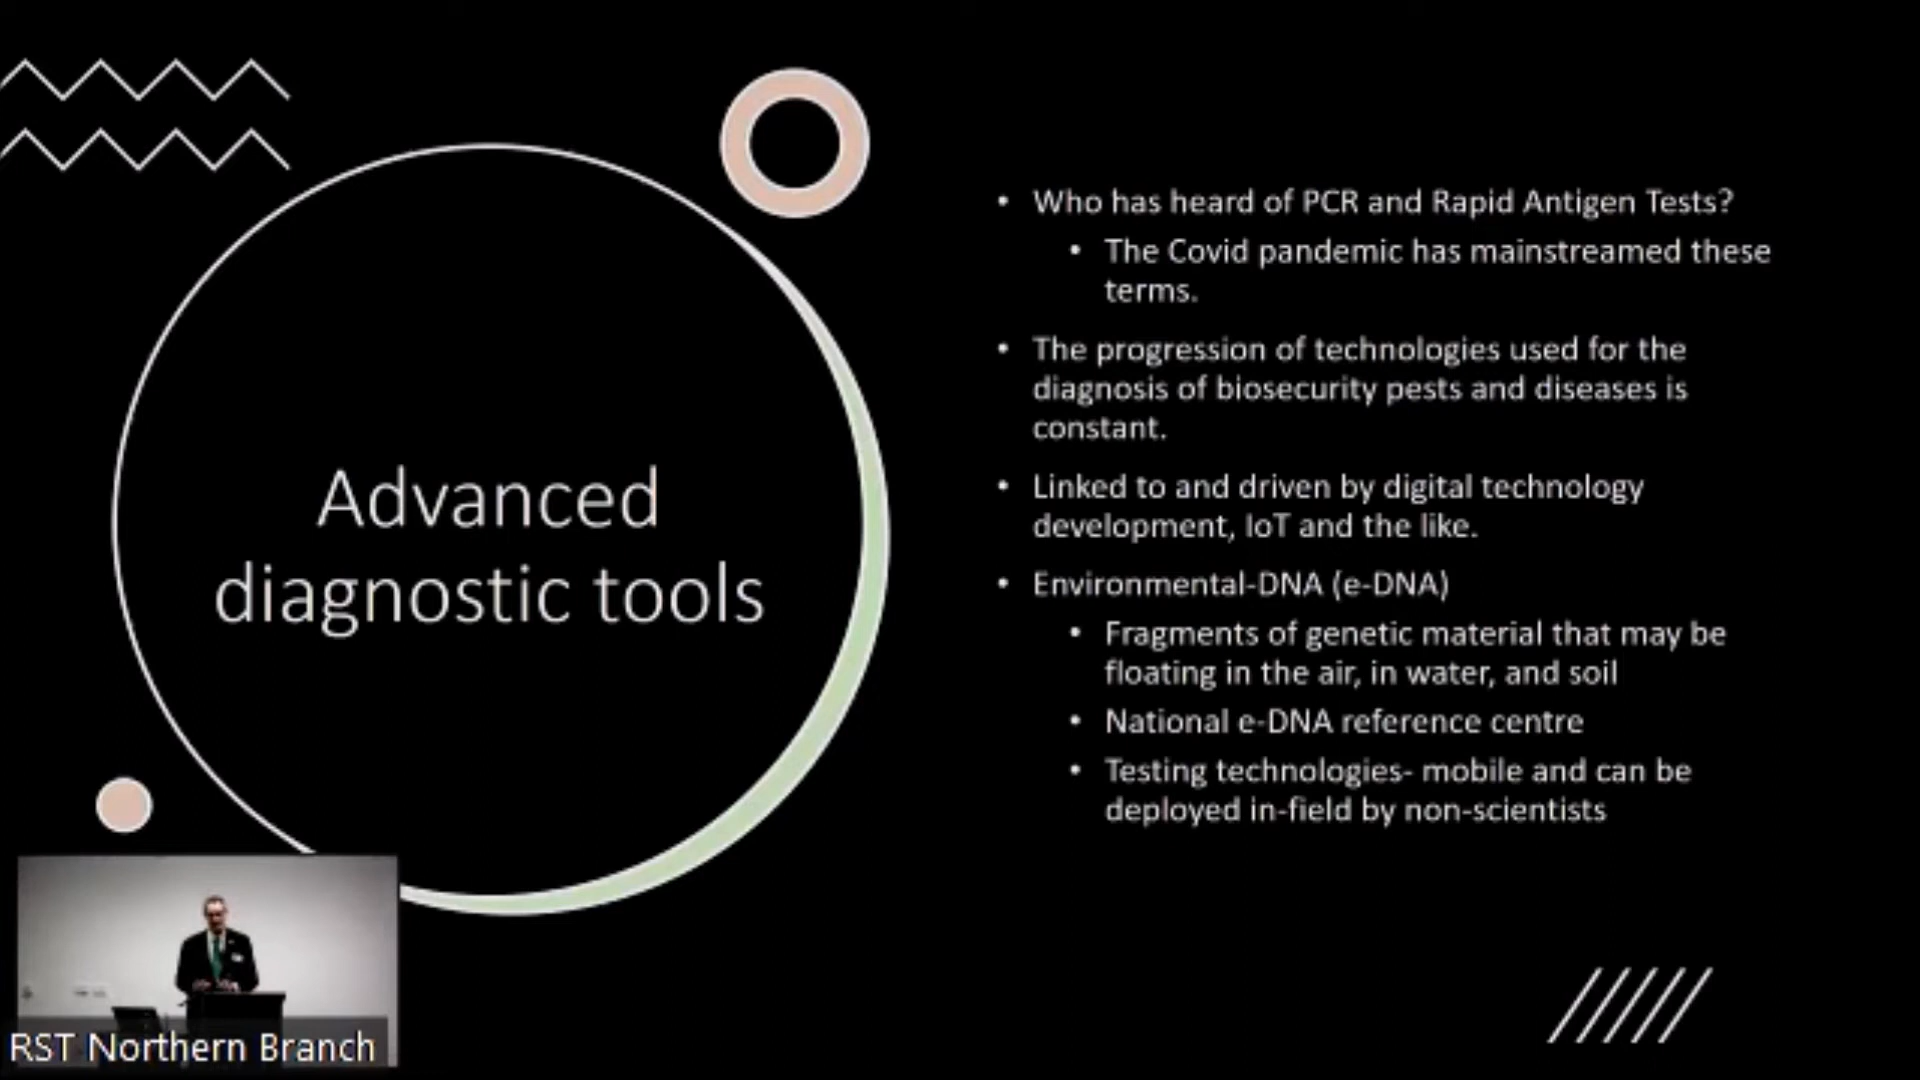 Advanced
diagnostic tools
• Who has heard of PCR and Rapid Antigen Tests?
• The Covid pandemic has mainstreamed these
terms.
• The progression of technologies used for the
diagnosis of biosecurity pests and diseases is
constant.
• Linked to and driven by digital technology
development, IoT and the like.
• Environmental-DNA (e-DNA)
• Fragments of genetic material that may be
floating in the air, in water, and soil
• National e-DNA reference centre
• Testing technologies- mobile and can be
deployed in-field by non-scientists
RST Northern Branch